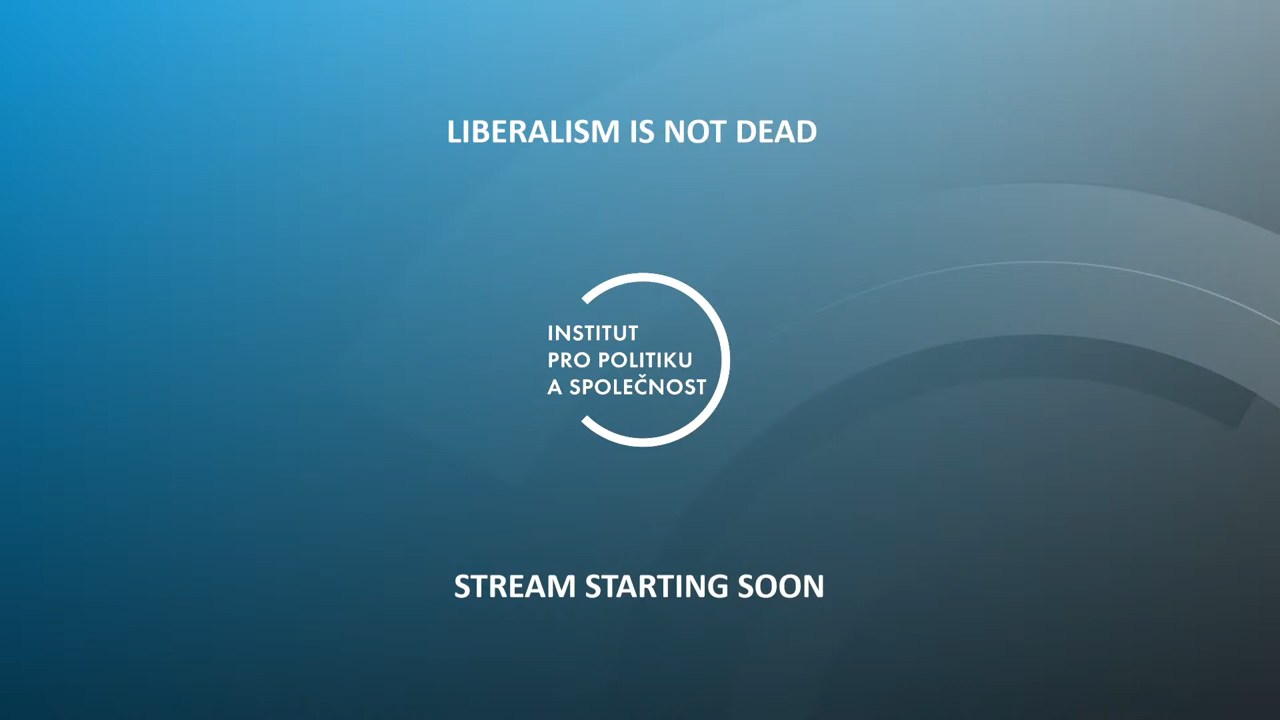 LIBERALISM IS NOT DEAD
INSTITUT
PRO POLITIKU
A SPOLEČNOST
STREAM STARTING SOON